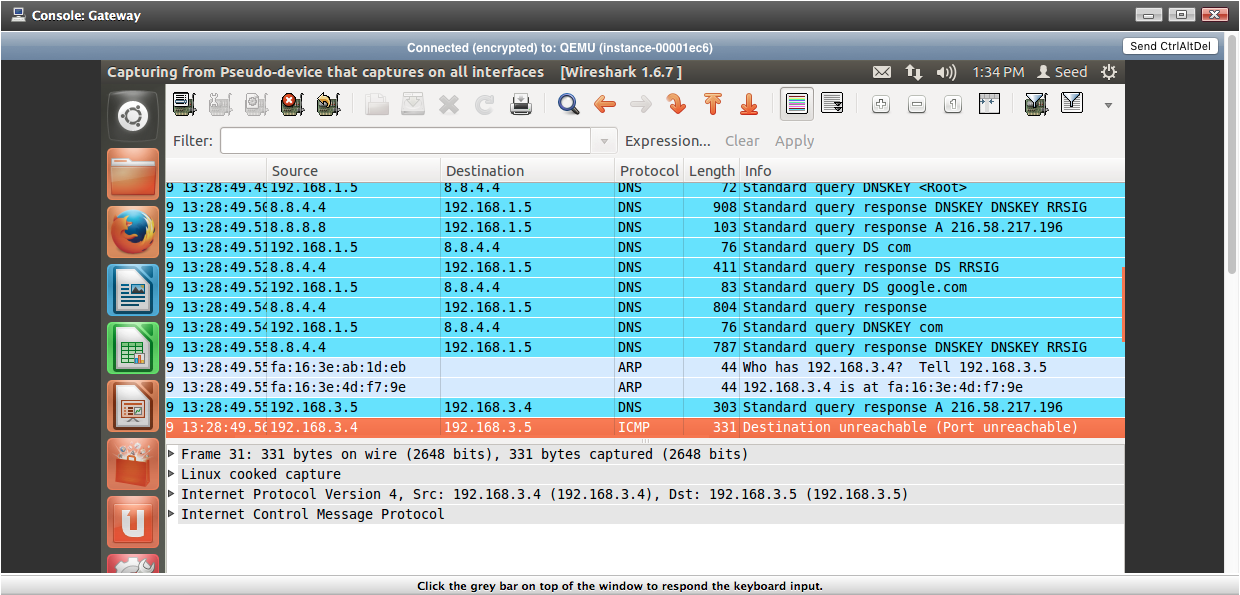 Console: Gateway
Connected (encrypted) to: QEMU (instance-00001ec6)
Send CtrlAltDel
Capturing from Pseudo-device that captures on all interfaces [Wireshark 1.6.7 ]
1:34 PM Seed
Filter:
Expression... Clear Apply
Source Destination Protocol Length Info
9 13:28:49.49 192.168.1.5 8.8.4.4 DNS 72 Standard query DNSKEY <Root>
9 13:28:49.50 8.8.4.4 192.168.1.5 DNS 908 Standard query response DNSKEY DNSKEY RRSIG
9 13:28:49.51 8.8.8.8 192.168.1.5 DNS 103 Standard query response A 216.58.217.196
9 13:28:49.51 192.168.1.5 8.8.4.4 DNS 76 Standard query DS com
9 13:28:49.52 8.8.4.4 192.168.1.5 DNS 411 Standard query response DS RRSIG
9 13:28:49.52 192.168.1.5 8.8.4.4 DNS 83 Standard query DS google.com
9 13:28:49.54 8.8.4.4 192.168.1.5 DNS 804 Standard query response
9 13:28:49.54 192.168.1.5 8.8.4.4 DNS 76 Standard query DNSKEY com
9 13:28:49.55 8.8.4.4 192.168.1.5 DNS 787 Standard query response DNSKEY DNSKEY RRSIG
9 13:28:49.55 fa:16:3e:ab:1d:eb ARP 44 Who has 192.168.3.4? Tell 192.168.3.5
9 13:28:49.55 fa:16:3e:4d:f7:9e ARP 44 192.168.3.4 is at fa:16:3e:4d:f7:9e
9 13:28:49.55 192.168.3.5 192.168.3.4 DNS 303 Standard query response A 216.58.217.196
9 13:28:49.56 192.168.3.4 192.168.3.5 ICMP 331 Destination unreachable (Port unreachable)
Frame 31: 331 bytes on wire (2648 bits), 331 bytes captured (2648 bits)
Linux cooked capture
Internet Protocol Version 4, Src: 192.168.3.4 (192.168.3.4), Dst: 192.168.3.5 (192.168.3.5)
Internet Control Message Protocol
Click the grey bar on top of the window to respond the keyboard input.